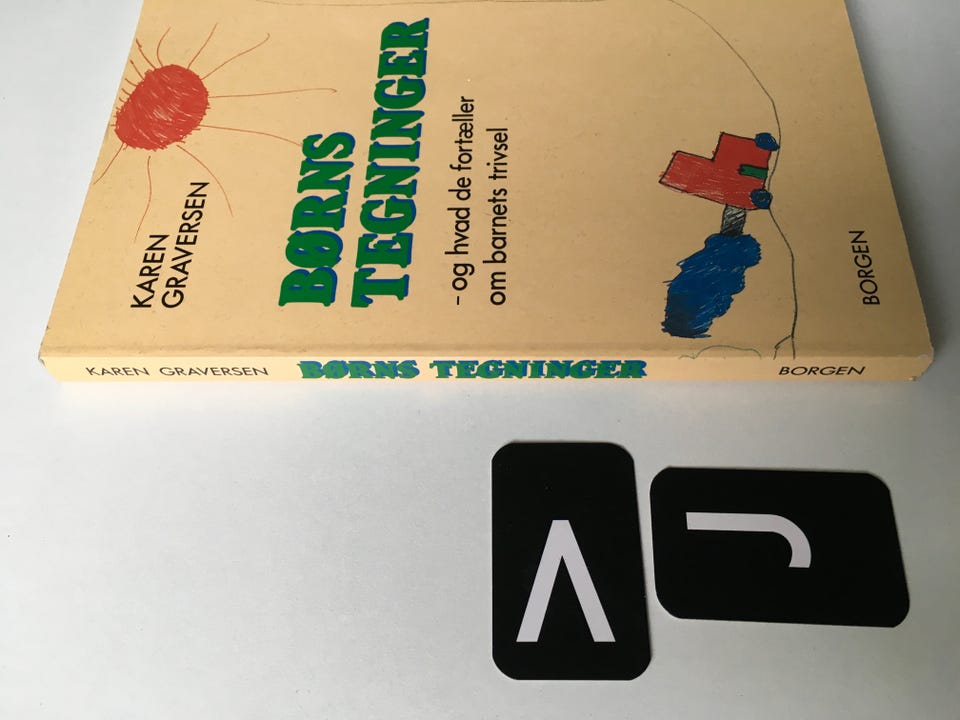 KAREN
GRAVERSEN
BØRNS
TEGNINGER
- og hvad de fortæller
om barnets trivsel
BORGEN
KAREN GRAVERSEN BØRNS TEGNINGER BORGEN
V
J